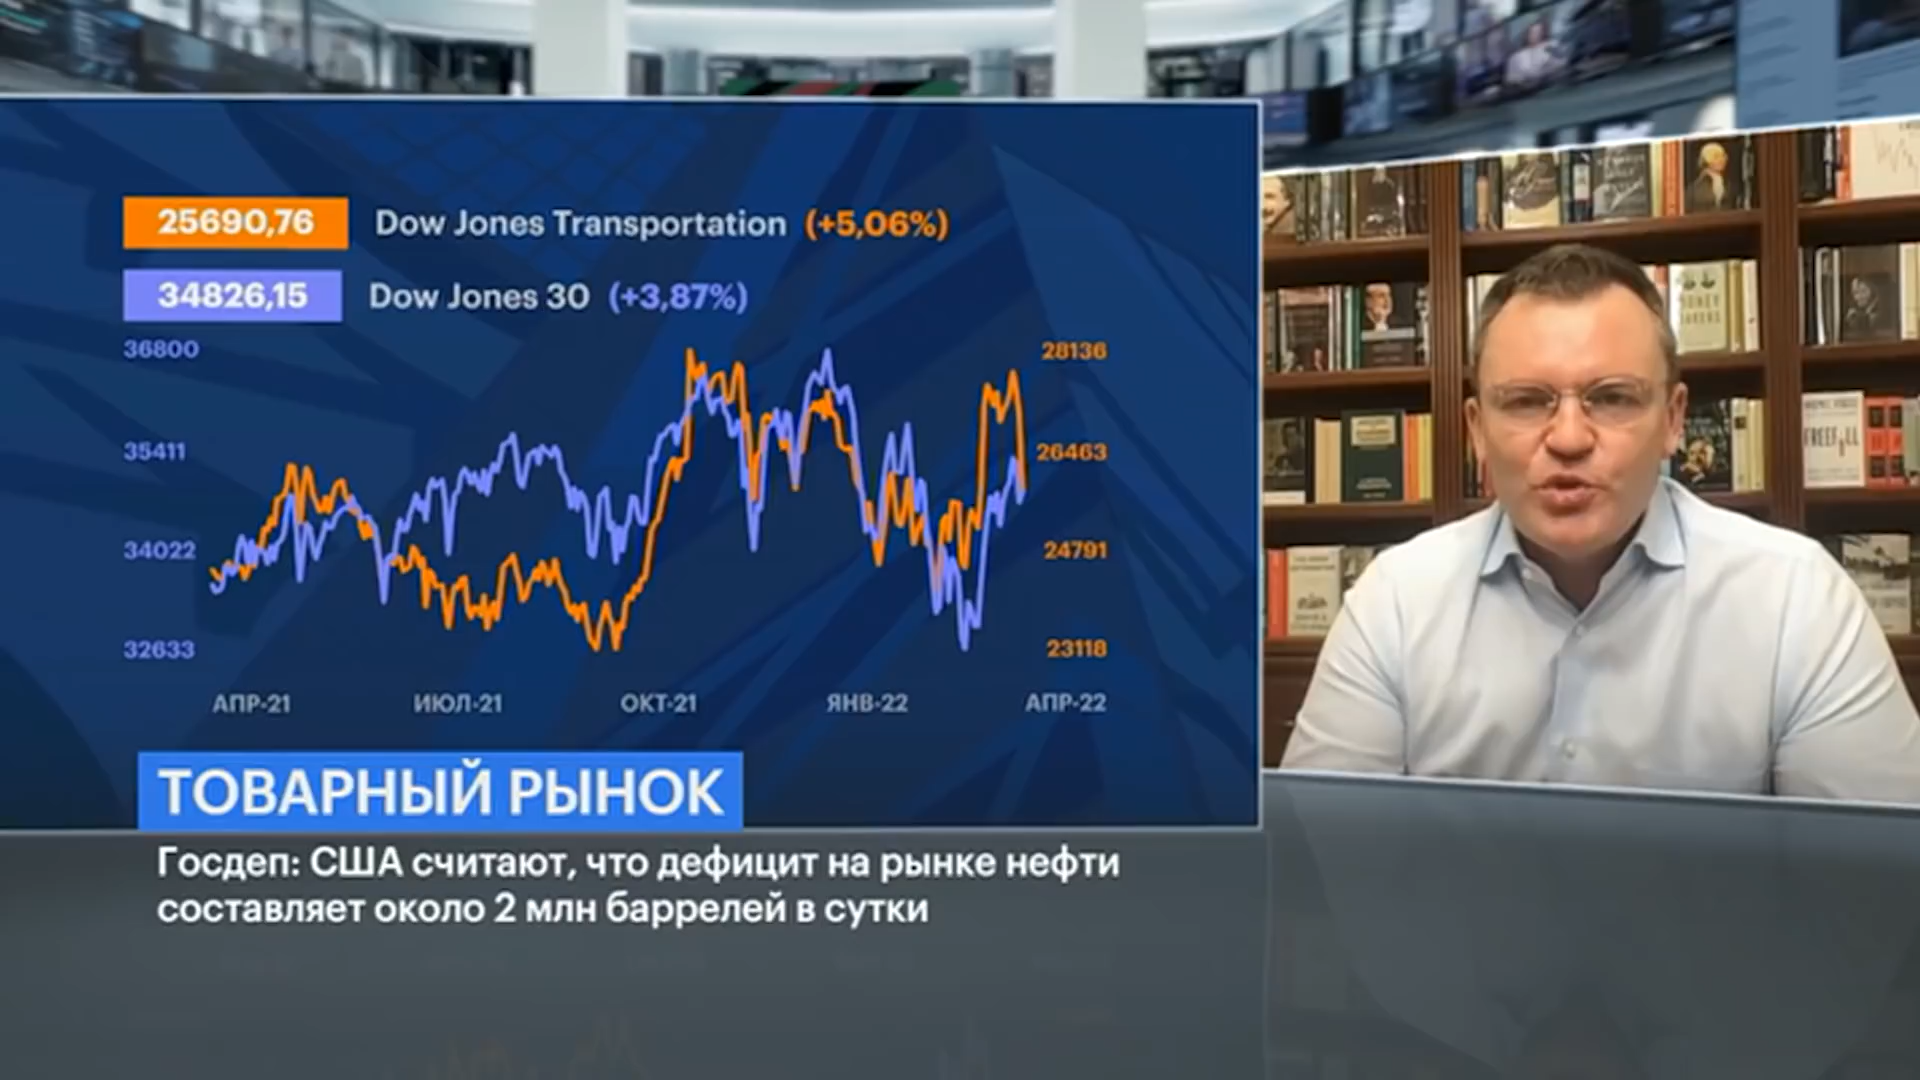 25690,76 Dow Jones Transportation (+5,06%)
34826,15 Dow Jones 30 (+3,87%)
36800 28136
35411 26463
34022 24791
32633 23118
АПР-21 ИЮЛ-21 ОКТ-21 ЯНВ-22 АПР-22
ТОВАРНЫЙ РЫНОК
Госдеп: США считают, что дефицит на рынке нефти
составляет около 2 млн баррелей в сутки
FREEFALL